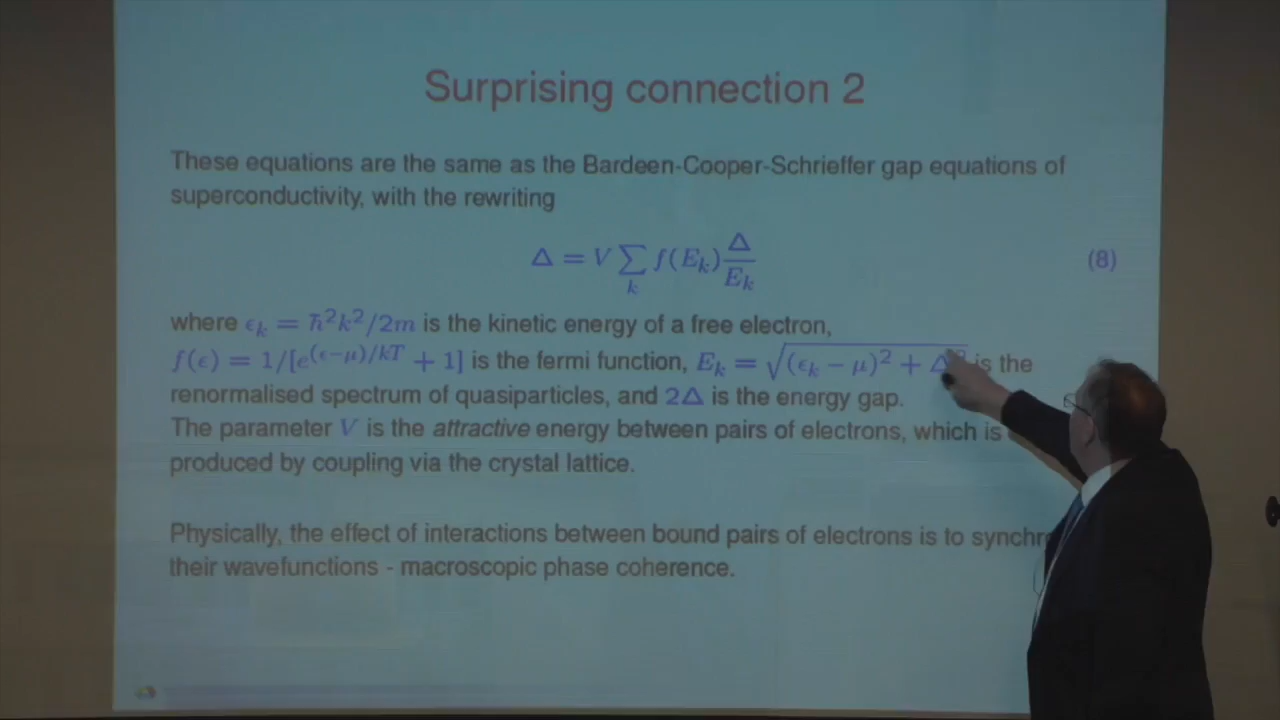 Surprising connection 2
These equations are the same as the Bardeen-Cooper-Schrieffer gap equations of
superconductivity, with the rewriting
Δ = V ∑_k f(E_k) Δ/E_k (8)
where ϵ_k = ħ²k²/2m is the kinetic energy of a free electron,
f(ϵ) = 1/[e^{(ϵ−μ)/kT} + 1] is the fermi function, E_k = √((ϵ_k − μ)² + Δ²) is the
renormalised spectrum of quasiparticles, and 2Δ is the energy gap.
The parameter V is the attractive energy between pairs of electrons, which is
produced by coupling via the crystal lattice.
Physically, the effect of interactions between bound pairs of electrons is to
their wavefunctions - macroscopic phase coherence.